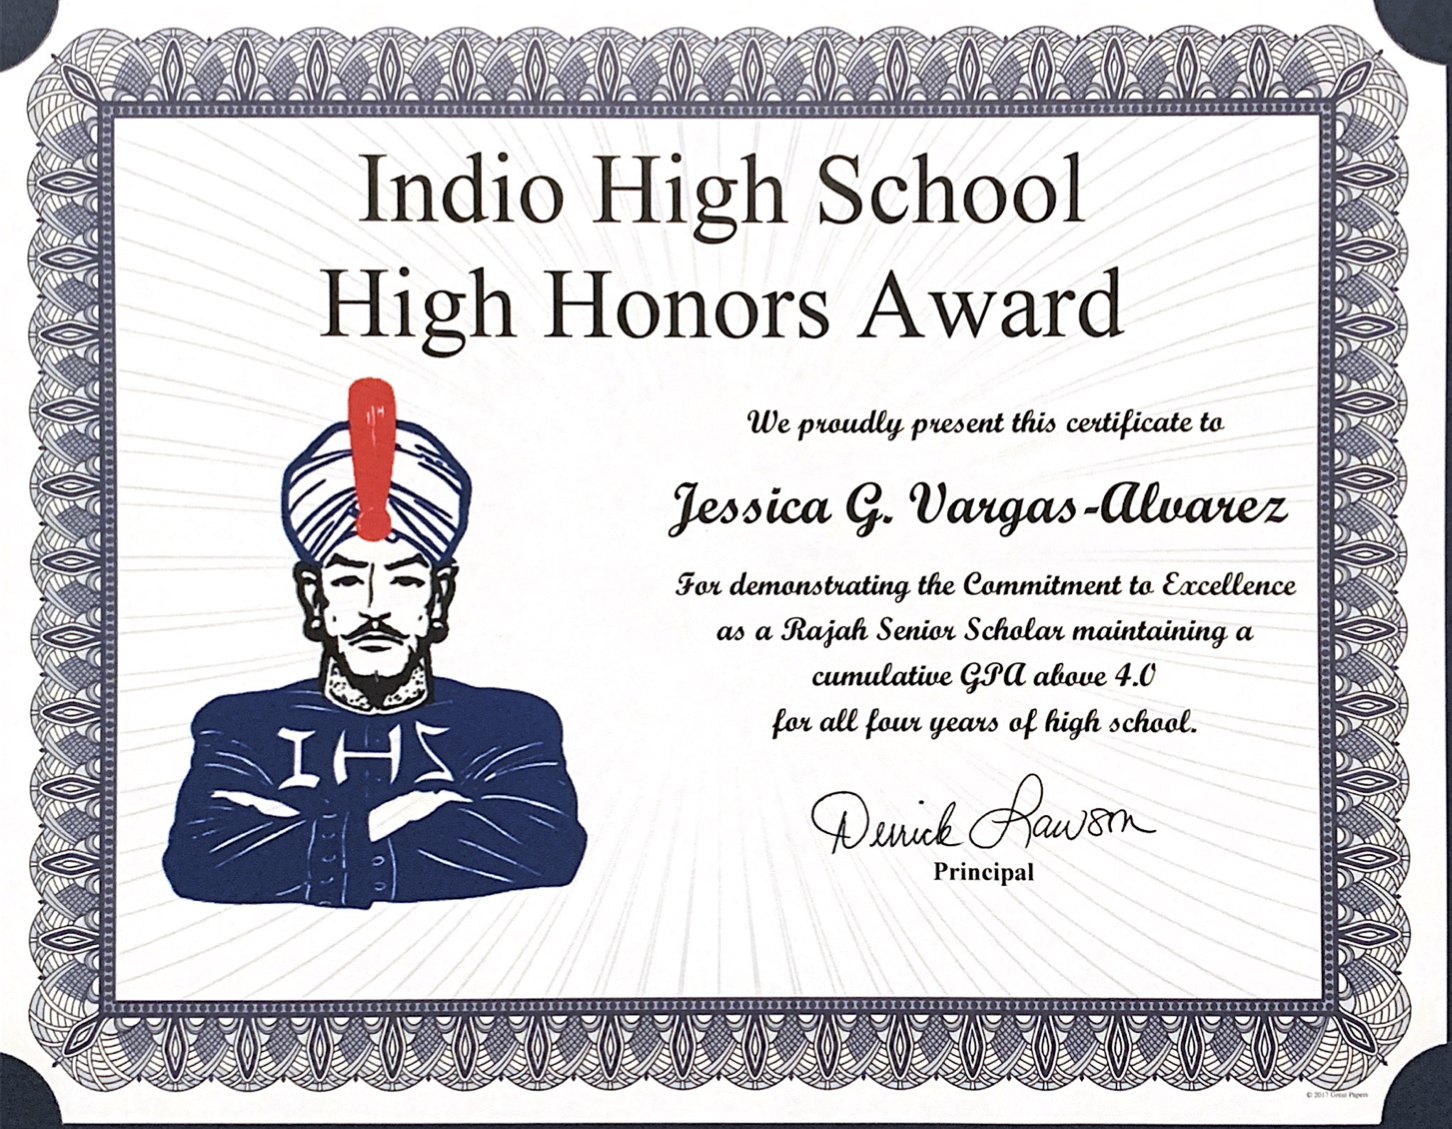 Indio High School
High Honors Award
We proudly present this certificate to
Jessica G. Vargas-Alvarez
For demonstrating the Commitment to Excellence
as a Rajah Senior Scholar maintaining a
cumulative GPA above 4.0
for all four years of high school.
IHS
Derrick Lawson
Principal
© 2017 Great Papers